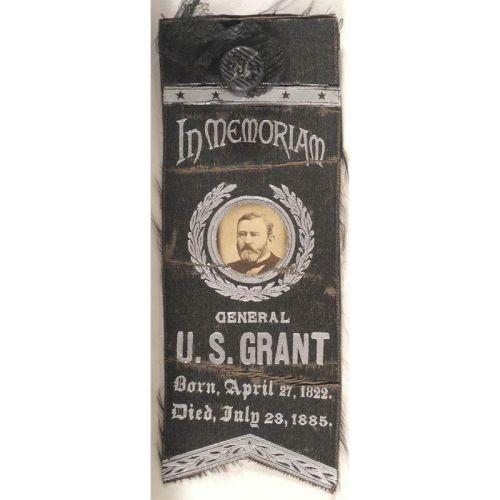 In Memoriam
GENERAL
U. S. GRANT
Born, April 27, 1822.
Died, July 23, 1885.